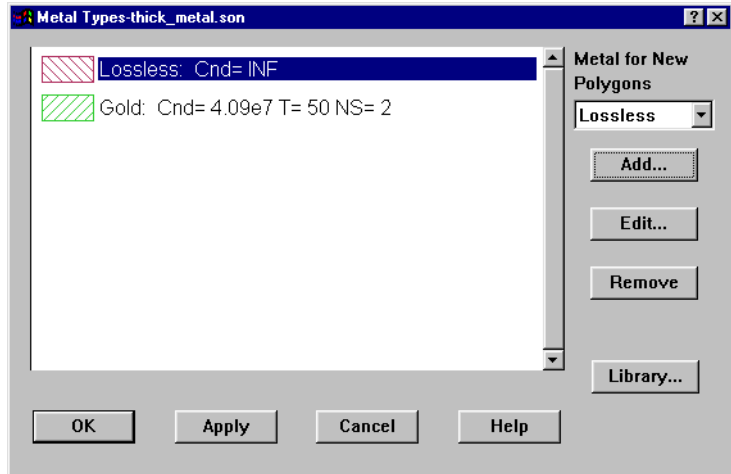 Metal Types-thick_metal.son
Lossless: Cnd= INF
Gold: Cnd= 4.09e7 T= 50 NS= 2
Metal for New
Polygons
Lossless
Add...
Edit...
Remove
Library...
OK
Apply
Cancel
Help